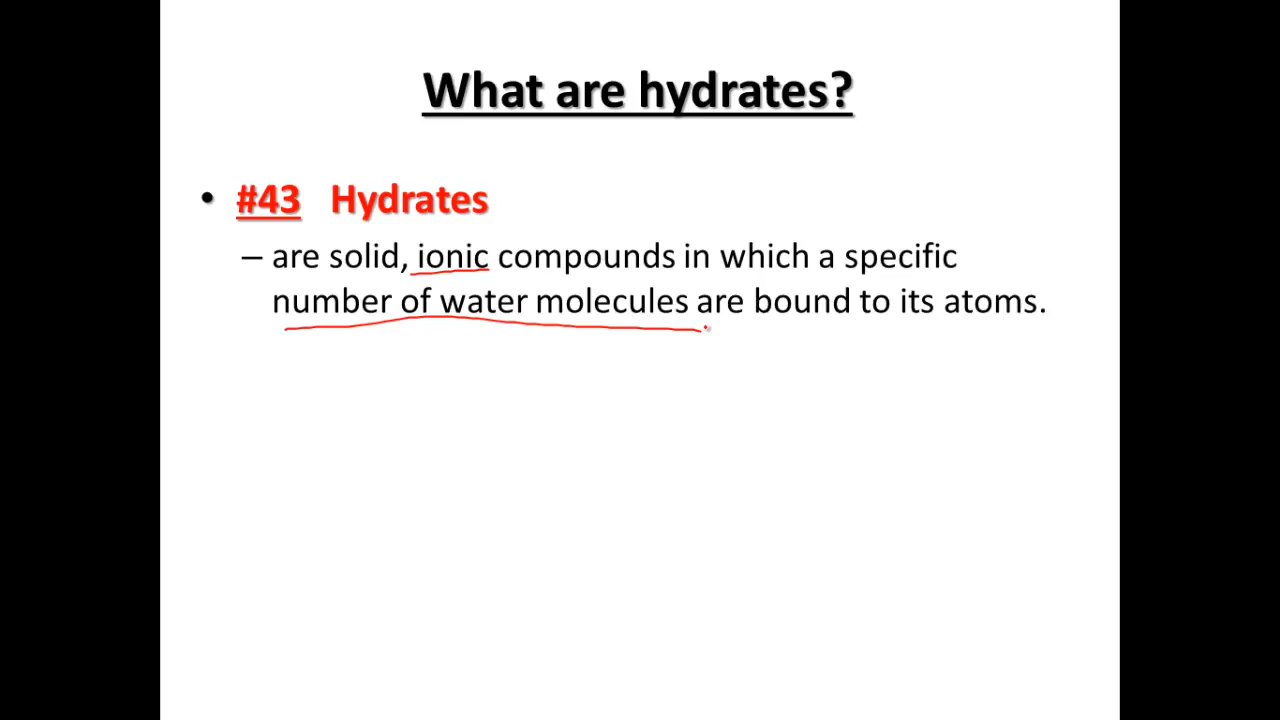 What are hydrates?
• #43 Hydrates
– are solid, ionic compounds in which a specific
number of water molecules are bound to its atoms.